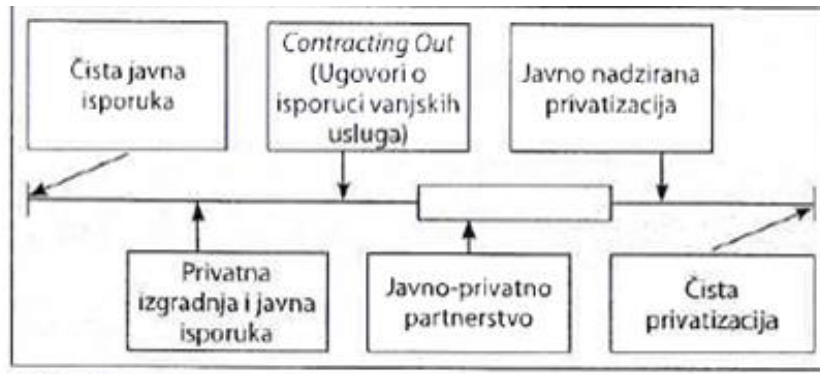 Čista javna
isporuka
Contracting Out
(Ugovori o
isporuci vanjskih
usluga)
Javno nadzirana
privatizacija
Privatna
izgradnja i javna
isporuka
Javno-privatno
partnerstvo
Čista
privatizacija